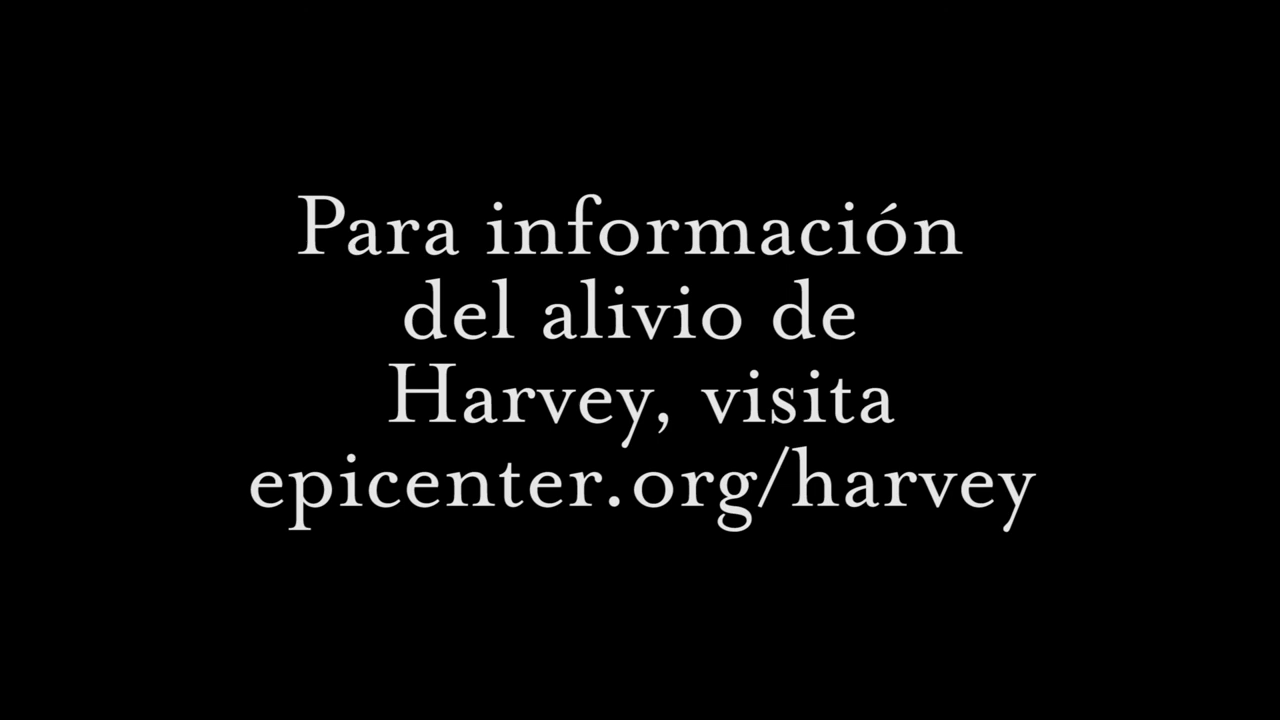 Para información
del alivio de
Harvey, visita
epicenter.org/harvey